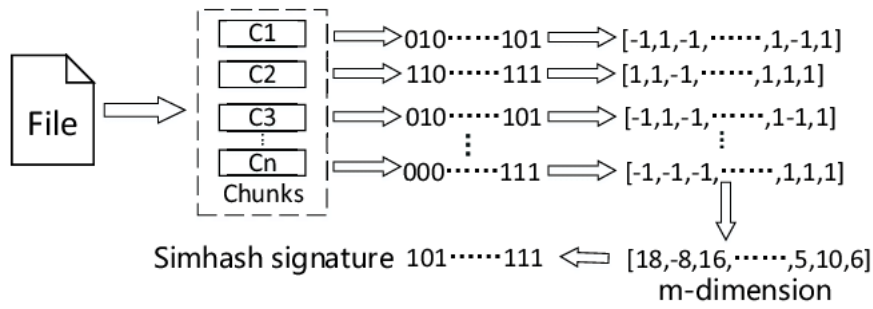 C1 010······101 [-1,1,-1,······,1,-1,1]
C2 110······111 [1,1,-1,······,1,1,1]
File
C3 010······101 [-1,1,-1,······,1-1,1]
Cn 000······111 [-1,-1,-1,······,1,1,1]
Chunks
Simhash signature 101······111 [18,-8,16,······,5,10,6]
m-dimension